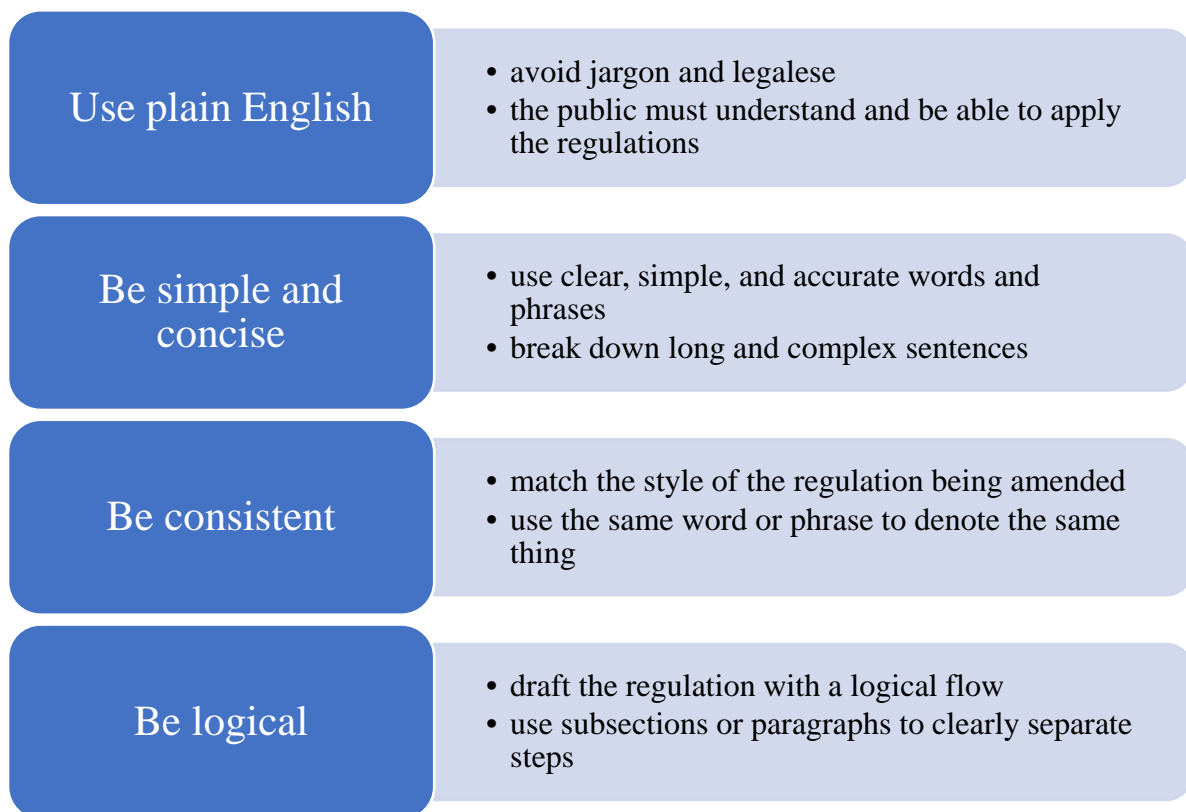 Use plain English
• avoid jargon and legalese
• the public must understand and be able to apply
the regulations
Be simple and
concise
• use clear, simple, and accurate words and
phrases
• break down long and complex sentences
Be consistent
• match the style of the regulation being amended
• use the same word or phrase to denote the same
thing
Be logical
• draft the regulation with a logical flow
• use subsections or paragraphs to clearly separate
steps